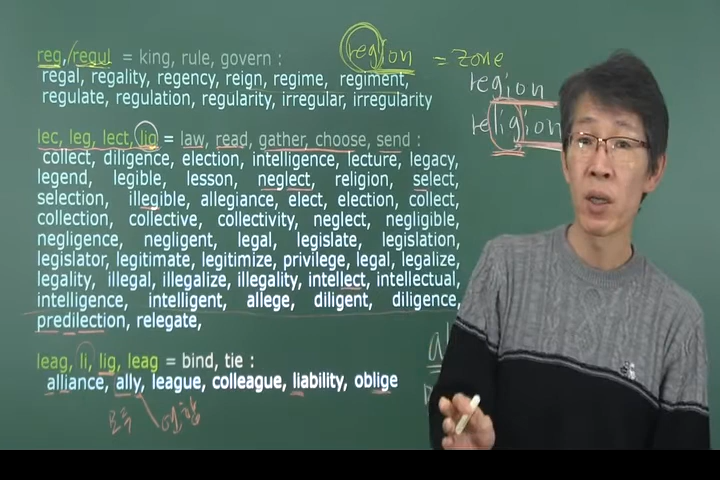 reg, / regul = king, rule, govern :
region = zone
regal, regality, regency, reign, regime, regiment,
regulate, regulation, regularity, irregular, irregularity
region
religion
lec, leg, lect, lig = law, read, gather, choose, send :
collect, diligence, election, intelligence, lecture, legacy,
legend, legible, lesson, neglect, religion, select,
selection, illegible, allegiance, elect, election, collect,
collection, collective, collectivity, neglect, negligible,
negligence, negligent, legal, legislate, legislation,
legislator, legitimate, legitimize, privilege, legal, legalize,
legality, illegal, illegalize, illegality, intellect, intellectual,
intelligence, intelligent, allege, diligent, diligence,
predilection, relegate,
leag, li, lig, leag = bind, tie :
alliance, ally, league, colleague, liability, oblige
연합